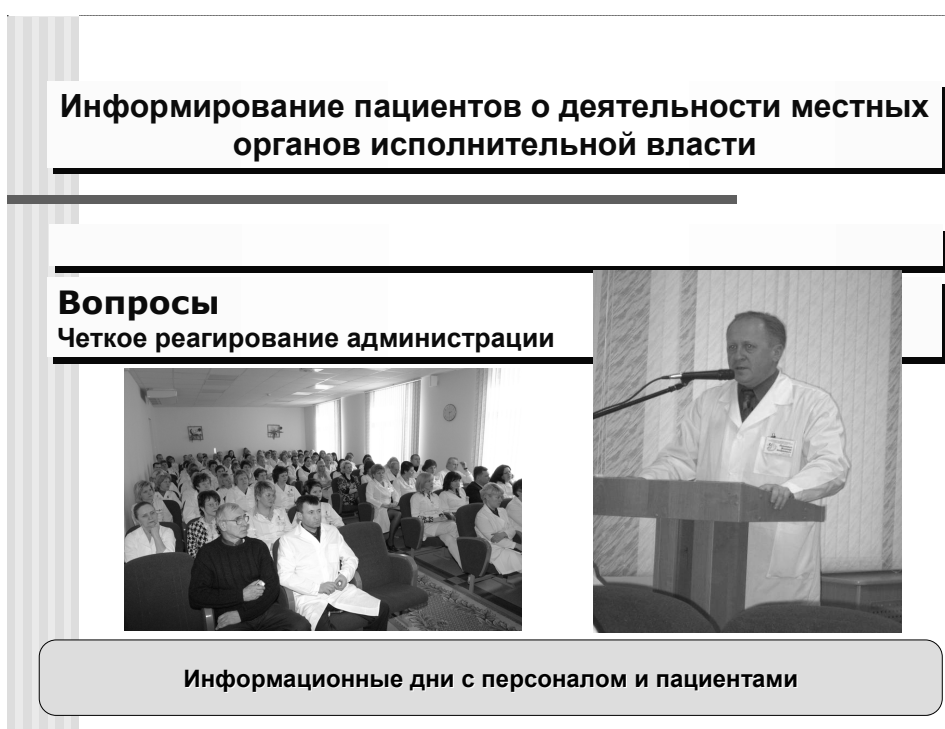 Информирование пациентов о деятельности местных
органов исполнительной власти
Вопросы
Четкое реагирование администрации
Информационные дни с персоналом и пациентами